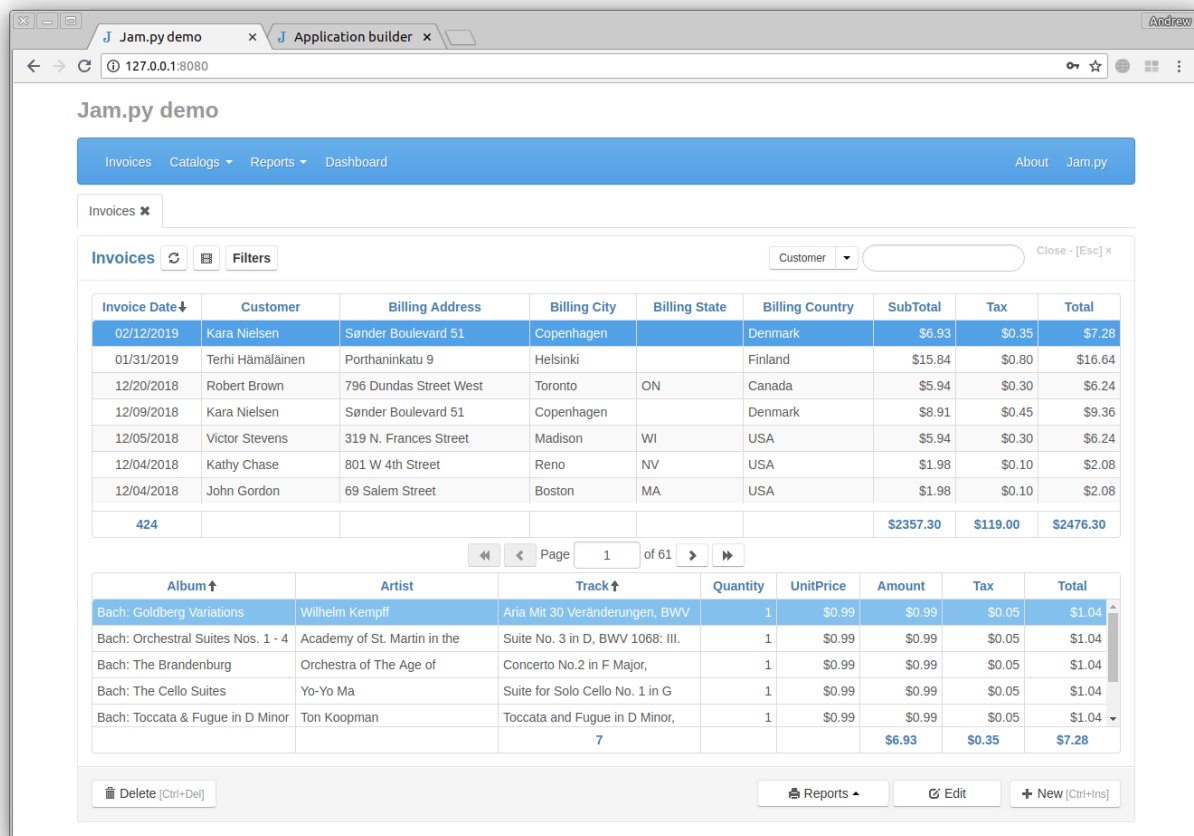 Andrew
Jam.py demo Application builder
127.0.0.1:8080
Jam.py demo
Invoices Catalogs Reports Dashboard About Jam.py
Invoices
Invoices Filters Customer Close - [Esc] ×
Invoice Date Customer Billing Address Billing City Billing State Billing Country SubTotal Tax Total
02/12/2019 Kara Nielsen Sønder Boulevard 51 Copenhagen Denmark $6.93 $0.35 $7.28
01/31/2019 Terhi Hämäläinen Porthaninkatu 9 Helsinki Finland $15.84 $0.80 $16.64
12/20/2018 Robert Brown 796 Dundas Street West Toronto ON Canada $5.94 $0.30 $6.24
12/09/2018 Kara Nielsen Sønder Boulevard 51 Copenhagen Denmark $8.91 $0.45 $9.36
12/05/2018 Victor Stevens 319 N. Frances Street Madison WI USA $5.94 $0.30 $6.24
12/04/2018 Kathy Chase 801 W 4th Street Reno NV USA $1.98 $0.10 $2.08
12/04/2018 John Gordon 69 Salem Street Boston MA USA $1.98 $0.10 $2.08
424 $2357.30 $119.00 $2476.30
Page 1 of 61
Album Artist Track Quantity UnitPrice Amount Tax Total
Bach: Goldberg Variations Wilhelm Kempff Aria Mit 30 Veränderungen, BWV 1 $0.99 $0.99 $0.05 $1.04
Bach: Orchestral Suites Nos. 1 - 4 Academy of St. Martin in the Suite No. 3 in D, BWV 1068: III. 1 $0.99 $0.99 $0.05 $1.04
Bach: The Brandenburg Orchestra of The Age of Concerto No.2 in F Major, 1 $0.99 $0.99 $0.05 $1.04
Bach: The Cello Suites Yo-Yo Ma Suite for Solo Cello No. 1 in G 1 $0.99 $0.99 $0.05 $1.04
Bach: Toccata & Fugue in D Minor Ton Koopman Toccata and Fugue in D Minor, 1 $0.99 $0.99 $0.05 $1.04
7 $6.93 $0.35 $7.28
Delete [Ctrl+Del] Reports Edit New [Ctrl+Ins]